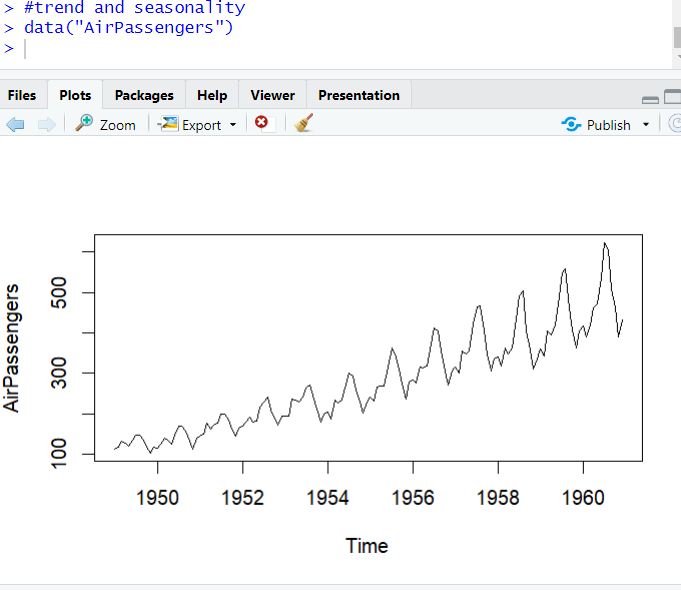 > #trend and seasonality
> data("AirPassengers")
>
Files Plots Packages Help Viewer Presentation
Zoom Export Publish
AirPassengers
500
300
100
1950 1952 1954 1956 1958 1960
Time